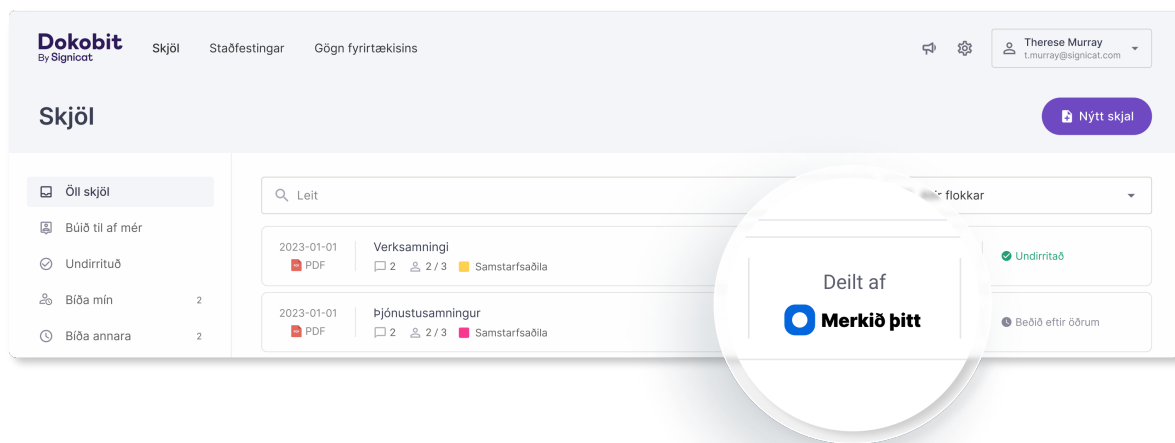 Dokobit
By Signicat
Skjöl
Staðfestingar
Gögn fyrirtækisins
Therese Murray
t.murray@signicat.com
Skjöl
Nýtt skjal
Öll skjöl
Búið til af mér
Undirrituð
Bíða mín 2
Bíða annara 2
Leit
flokkar
2023-01-01
PDF
Verksamningi
2 2 / 3 Samstarfsaðila
Undirritað
2023-01-01
PDF
Þjónustusamningur
2 2 / 3 Samstarfsaðila
Beðið eftir öðrum
Deilt af
Merkið þitt